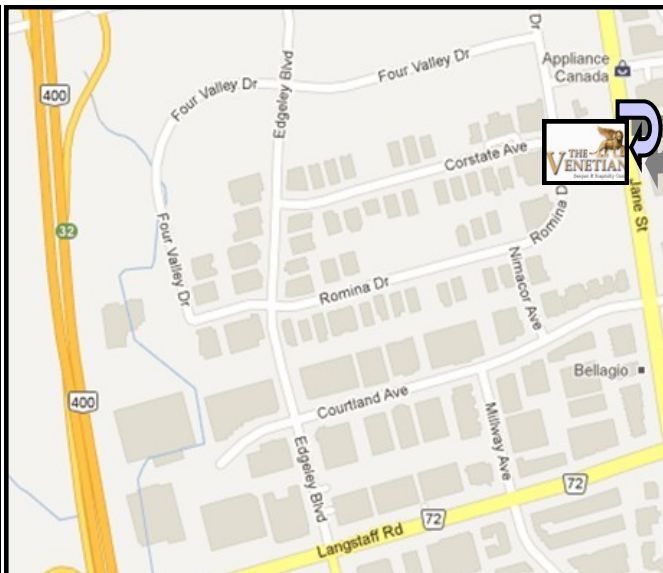 Dr
Four Valley Dr
Edgeley Blvd
Appliance
Canada
400
Four Valley Dr
Corstate Ave
THE
VENETIAN
Jane St
32
Four Valley Dr
Romina Dr
Romina Dr
Nimacor Ave
Bellagio
400
Courtland Ave
Millway Ave
Edgeley Blvd
72
72
Langstaff Rd